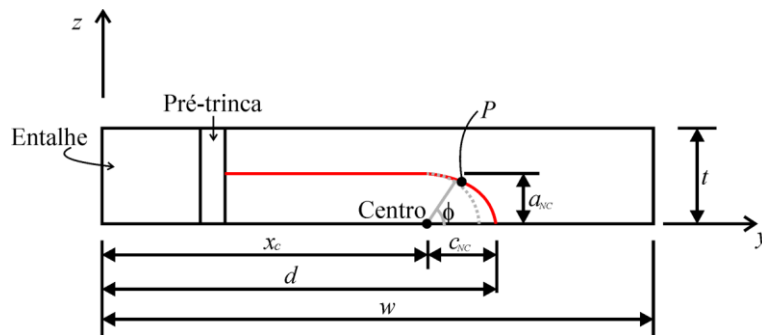 z
Pré-trinca
P
Entalhe
t
a_NC
Centro
ϕ
y
x_c
c_NC
d
w